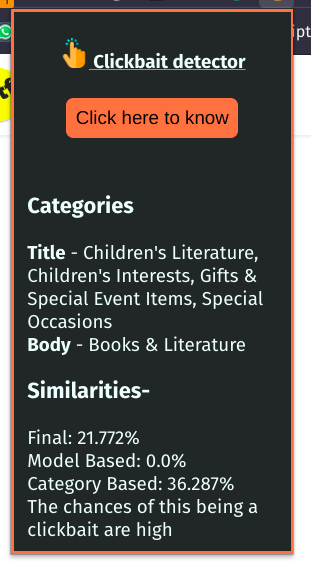 ipt
Clickbait detector
Click here to know
Categories
Title - Children's Literature,
Children's Interests, Gifts &
Special Event Items, Special
Occasions
Body - Books & Literature
Similarities-
Final: 21.772%
Model Based: 0.0%
Category Based: 36.287%
The chances of this being a
clickbait are high